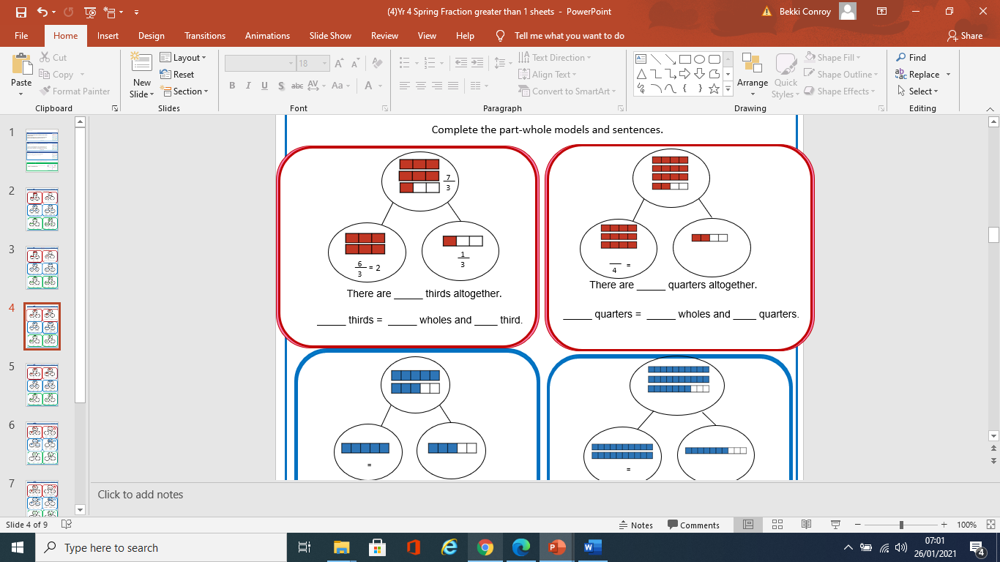 (4)Yr 4 Spring Fraction greater than 1 sheets - PowerPoint
Bekki Conroy
File Home Insert Design Transitions Animations Slide Show Review View Help Tell me what you want to do Share
Paste
Cut
Copy
Format Painter
Clipboard
New Slide
Layout
Reset
Section
Slides
18
B I U S abc AV Aa A
Font
Text Direction
Align Text
Convert to SmartArt
Paragraph
Arrange
Quick Styles
Shape Fill
Shape Outline
Shape Effects
Drawing
Find
Replace
Select
Editing
1
2
3
4
5
6
7
Complete the part-whole models and sentences.
7
3
6
3 = 2
1
3
There are _____ thirds altogether.
_____ thirds = _____ wholes and ____ third.
4 =
There are _____ quarters altogether.
____ quarters = _____ wholes and ____ quarters.
=
=
Click to add notes
Slide 4 of 9
Notes Comments 100%
Type here to search
07:01
26/01/2021
4